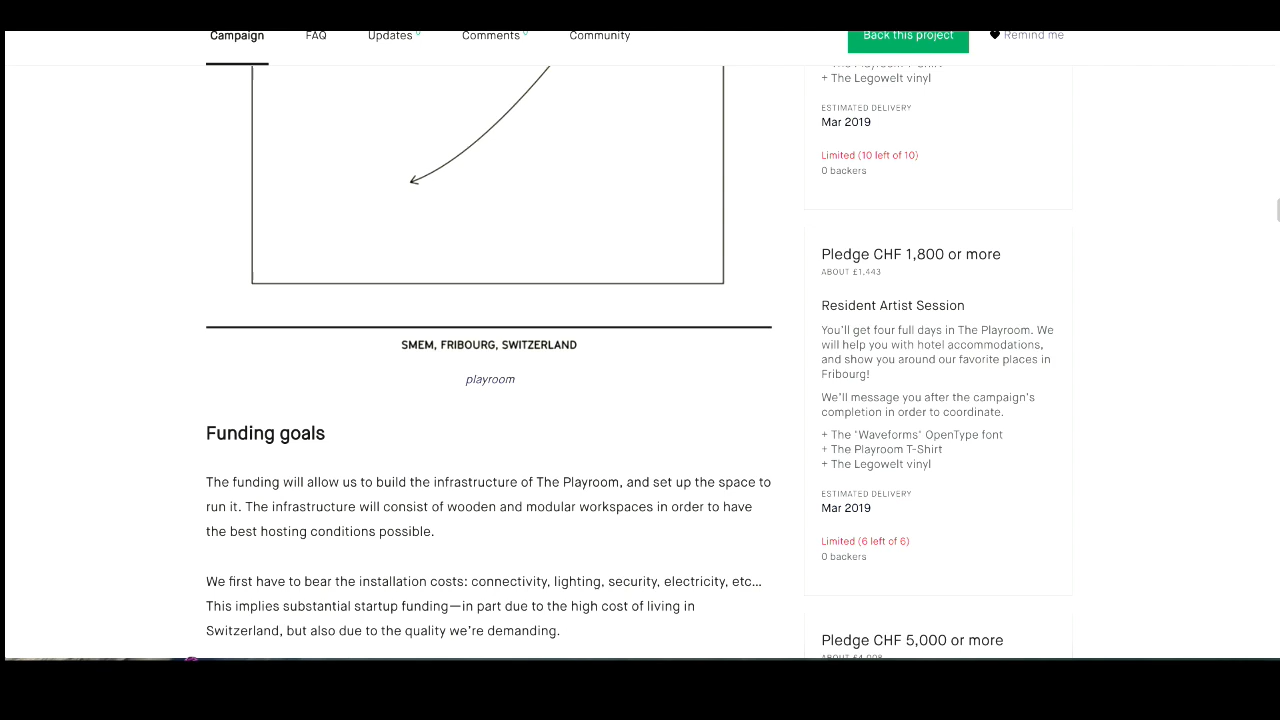 Campaign
FAQ
Updates
Comments
Community
Back this project
Remind me
+ The Playroom T-Shirt
+ The Legowelt vinyl
ESTIMATED DELIVERY
Mar 2019
Limited (10 left of 10)
0 backers
SMEM, FRIBOURG, SWITZERLAND
playroom
Funding goals
The funding will allow us to build the infrastructure of The Playroom, and set up the space to
run it. The infrastructure will consist of wooden and modular workspaces in order to have
the best hosting conditions possible.
We first have to bear the installation costs: connectivity, lighting, security, electricity, etc...
This implies substantial startup funding—in part due to the high cost of living in
Switzerland, but also due to the quality we're demanding.
Pledge CHF 1,800 or more
ABOUT £1,443
Resident Artist Session
You'll get four full days in The Playroom. We
will help you with hotel accommodations,
and show you around our favorite places in
Fribourg!
We'll message you after the campaign's
completion in order to coordinate.
+ The "Waveforms" OpenType font
+ The Playroom T-Shirt
+ The Legowelt vinyl
ESTIMATED DELIVERY
Mar 2019
Limited (6 left of 6)
0 backers
Pledge CHF 5,000 or more
ABOUT £4,008